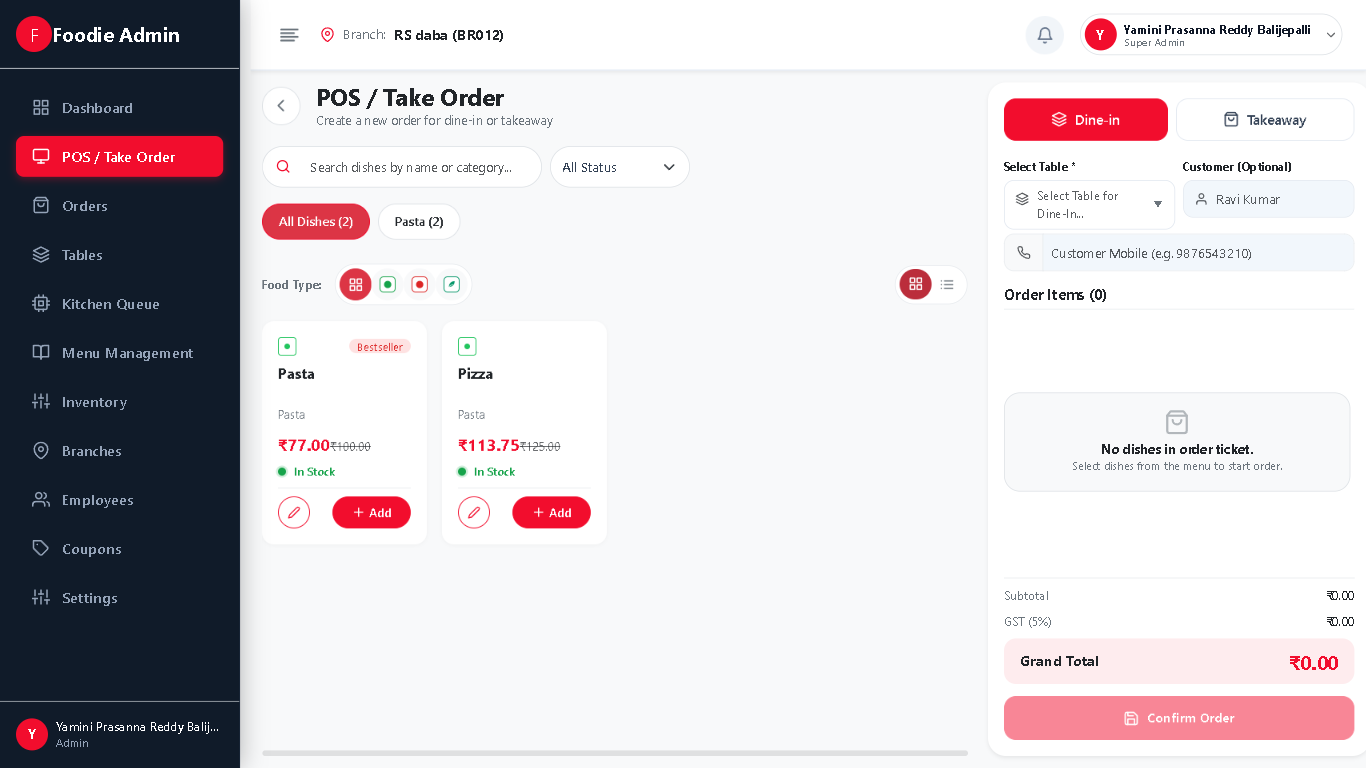 F Foodie Admin
Dashboard
POS / Take Order
Orders
Tables
Kitchen Queue
Menu Management
Inventory
Branches
Employees
Coupons
Settings
Y
Yamini Prasanna Reddy Balij...
Admin
Branch: RS daba (BR012)
Y
Yamini Prasanna Reddy Balijepalli
Super Admin
POS / Take Order
Create a new order for dine-in or takeaway
Search dishes by name or category...
All Status
All Dishes (2)
Pasta (2)
Food Type:
Bestseller
Pasta
Pasta
₹77.00 ₹100.00
In Stock
+ Add
Pizza
Pasta
₹113.75 ₹125.00
In Stock
+ Add
Dine-in
Takeaway
Select Table *
Select Table for
Dine-In...
Customer (Optional)
Ravi Kumar
Customer Mobile (e.g. 9876543210)
Order Items (0)
No dishes in order ticket.
Select dishes from the menu to start order.
Subtotal ₹0.00
GST (5%) ₹0.00
Grand Total ₹0.00
Confirm Order